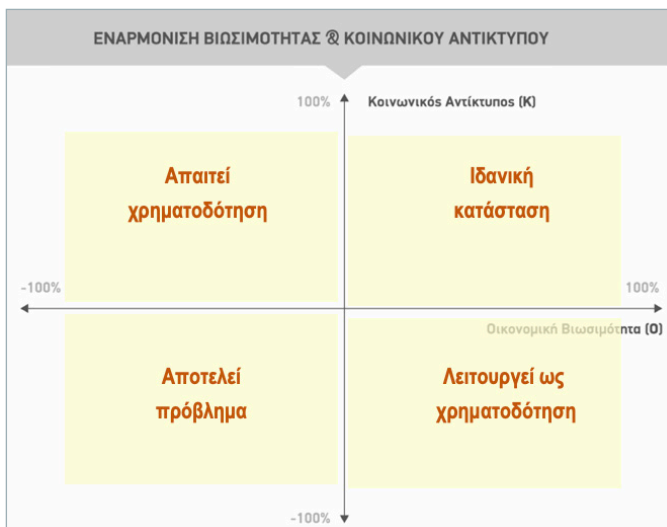 ΕΝΑΡΜΟΝΙΣΗ ΒΙΩΣΙΜΟΤΗΤΑΣ & ΚΟΙΝΩΝΙΚΟΥ ΑΝΤΙΚΤΥΠΟΥ
100%
Κοινωνικός Αντίκτυπος (Κ)
Απαιτεί
χρηματοδότηση
Ιδανική
κατάσταση
-100%
100%
Οικονομική Βιωσιμότητα (Ο)
Αποτελεί
πρόβλημα
Λειτουργεί ως
χρηματοδότηση
-100%